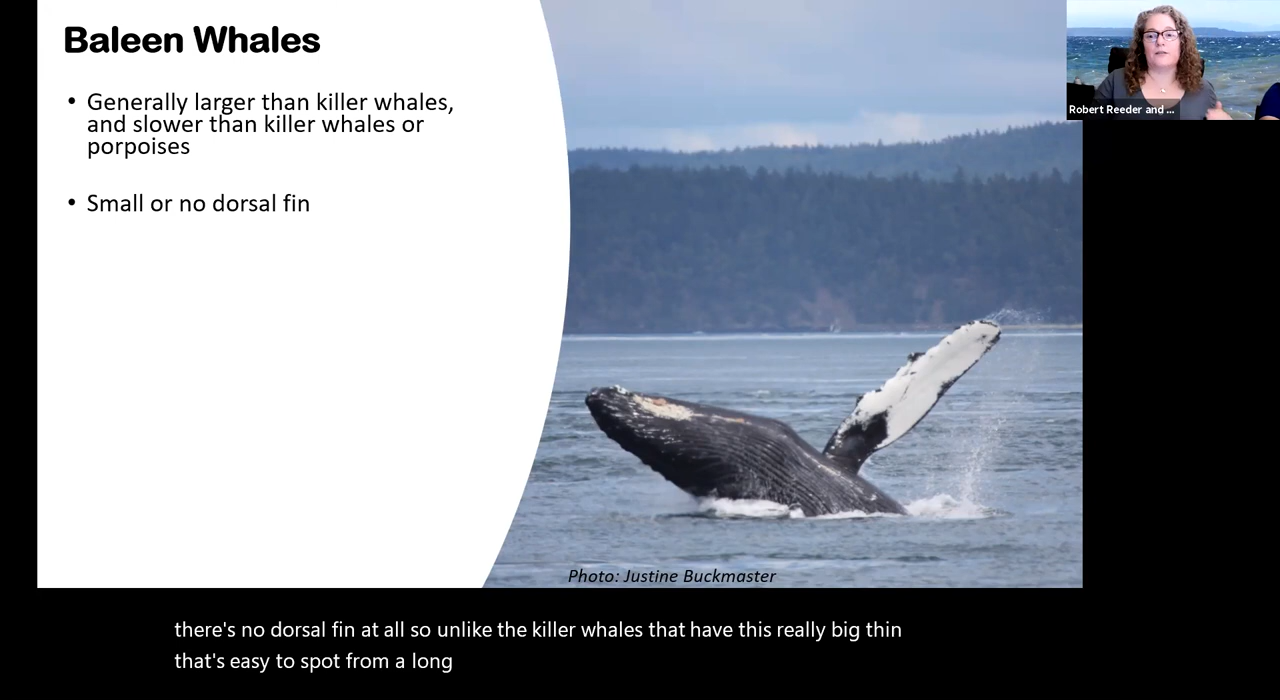 Baleen Whales
• Generally larger than killer whales,
and slower than killer whales or
porpoises
• Small or no dorsal fin
Robert Reeder and ...
Photo: Justine Buckmaster
there's no dorsal fin at all so unlike the killer whales that have this really big thin
that's easy to spot from a long